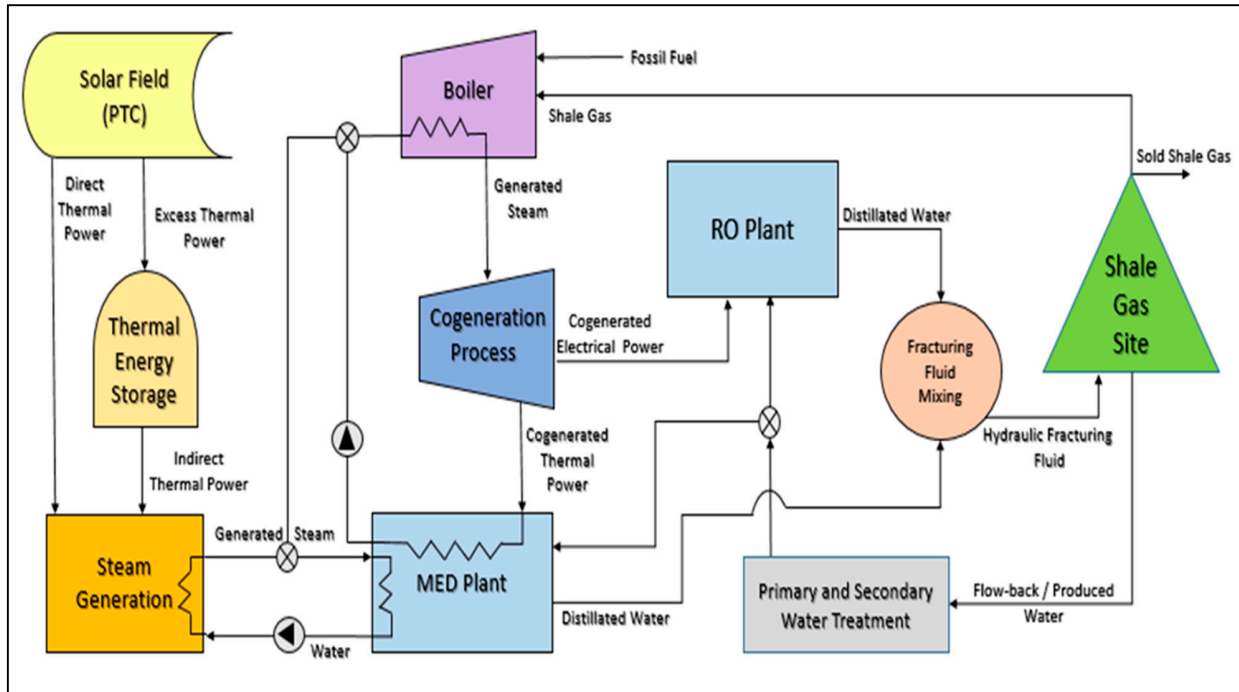 Solar Field
(PTC)
Boiler
Fossil Fuel
Shale Gas
Sold Shale Gas
Direct
Thermal
Power
Excess Thermal
Power
Generated
Steam
RO Plant
Distillated Water
Shale
Gas
Site
Thermal
Energy
Storage
Cogeneration
Process
Cogenerated
Electrical Power
Fracturing
Fluid
Mixing
Indirect
Thermal Power
Cogenerated
Thermal
Power
Hydraulic Fracturing
Fluid
Generated Steam
Steam
Generation
MED Plant
Water
Distillated Water
Primary and Secondary
Water Treatment
Flow-back / Produced
Water